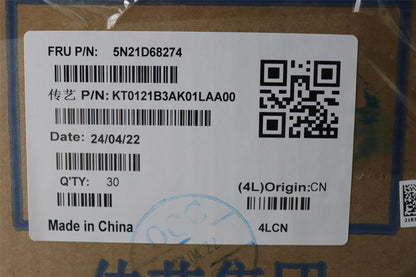 FRU P/N: 5N21D68274
传艺 P/N: KT0121B3AK01LAA00
Date: 24/04/22
Q'TY: 30
(4L)Origin:CN
Made in China
4LCN